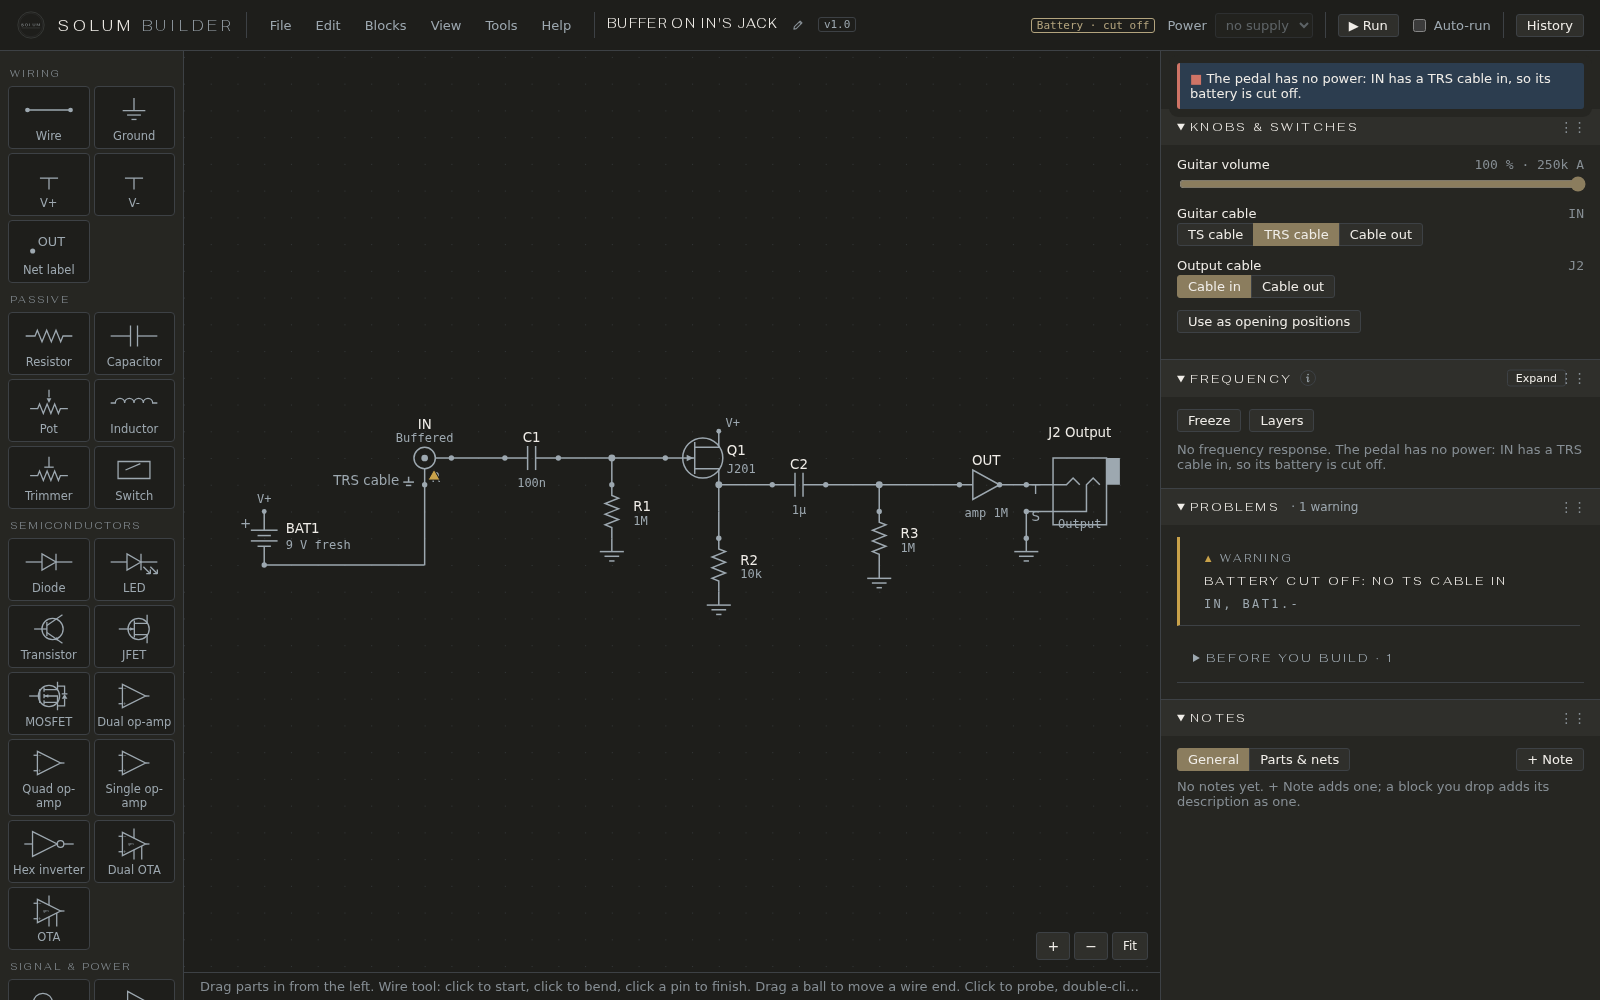 SOLUM BUILDER
File Edit Blocks View Tools Help
BUFFER ON IN'S JACK
v1.0
Battery · cut off
Power
no supply
▶ Run
Auto-run
History
WIRING
Wire
Ground
V+
V-
OUT
Net label
PASSIVE
Resistor
Capacitor
Pot
Inductor
Trimmer
Switch
SEMICONDUCTORS
Diode
LED
Transistor
JFET
MOSFET
Dual op-amp
Quad op-
amp
Single op-
amp
Hex inverter
Dual OTA
OTA
SIGNAL & POWER
IN
Buffered
TRS cable
V+
+
BAT1
9 V fresh
C1
100n
R1
1M
V+
Q1
J201
C2
1µ
R2
10k
R3
1M
OUT
amp 1M
J2 Output
T
S
Output
+
−
Fit
Drag parts in from the left. Wire tool: click to start, click to bend, click a pin to finish. Drag a ball to move a wire end. Click to probe, double-cli…
The pedal has no power: IN has a TRS cable in, so its
battery is cut off.
KNOBS & SWITCHES
Guitar volume
100 % · 250k A
Guitar cable
IN
TS cable
TRS cable
Cable out
Output cable
J2
Cable in
Cable out
Use as opening positions
FREQUENCY
i
Expand
Freeze
Layers
No frequency response. The pedal has no power: IN has a TRS
cable in, so its battery is cut off.
PROBLEMS · 1 warning
WARNING
BATTERY CUT OFF: NO TS CABLE IN
IN, BAT1.-
BEFORE YOU BUILD · 1
NOTES
General
Parts & nets
+ Note
No notes yet. + Note adds one; a block you drop adds its
description as one.